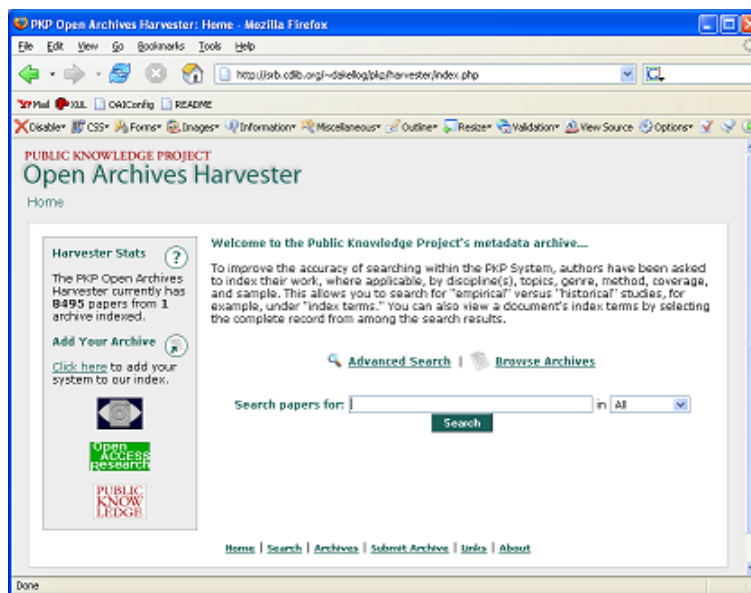 PKP Open Archives Harvester: Home - Mozilla Firefox
File Edit View Go Bookmarks Tools Help
http://isrb.cdlib.org/~dakellog/pkp/harvester/index.php
Mail XUL OAIConfig README
Disable CSS Forms Images Information Miscellaneous Outline Resize Validation View Source Options
PUBLIC KNOWLEDGE PROJECT
Open Archives Harvester
Home
Harvester Stats ?
The PKP Open Archives
Harvester currently has
8495 papers from 1
archive indexed.
Add Your Archive
Click here to add your
system to our index.
Open
ACCESS
Research
PUBLIC
KNOW
LEDGE
Welcome to the Public Knowledge Project's metadata archive...
To improve the accuracy of searching within the PKP System, authors have been asked
to index their work, where applicable, by discipline(s), topics, genre, method, coverage,
and sample. This allows you to search for "empirical" versus "historical" studies, for
example, under "index terms." You can also view a document's index terms by selecting
the complete record from among the search results.
Advanced Search | Browse Archives
Search papers for: in All
Search
Home | Search | Archives | Submit Archive | Links | About
Done